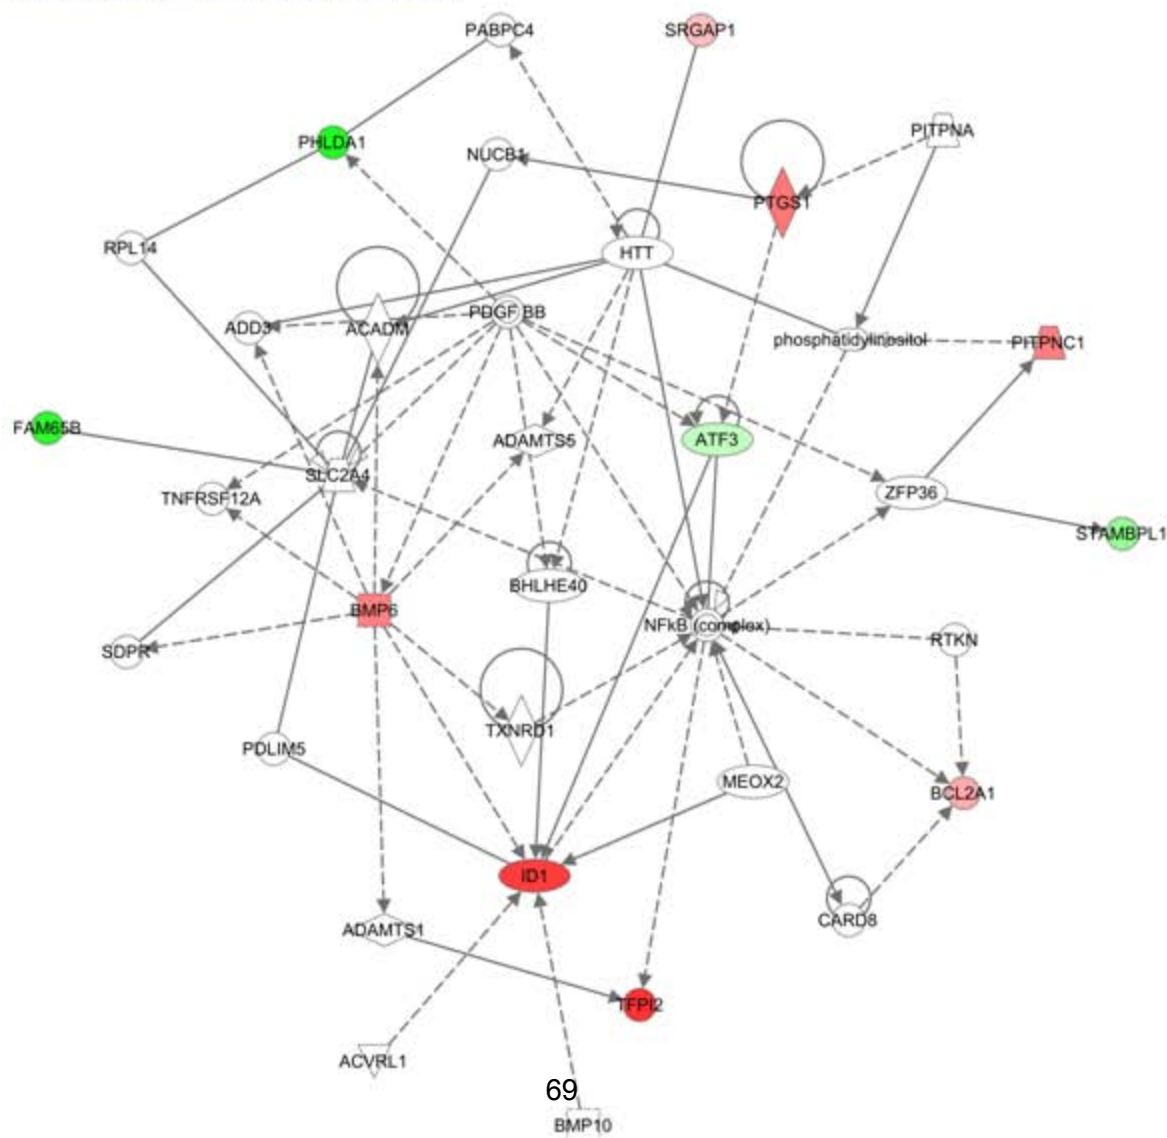 PABPC4
SRGAP1
PITPNA
PHLDA1
NUCB1
PTGS1
RPL14
HTT
PDGF BB
ADD3
ACADM
phosphatidylinositol
PITPNC1
FAM65B
ADAMTS5
ATF3
SLC2A4
TNFRSF12A
ZFP36
STAMBPL1
BHLHE40
BMP6
NFkB (complex)
SDPR
RTKN
TXNRD1
PDLIM5
MEOX2
BCL2A1
ID1
CARD8
ADAMTS1
TFPI2
ACVRL1
69
BMP10